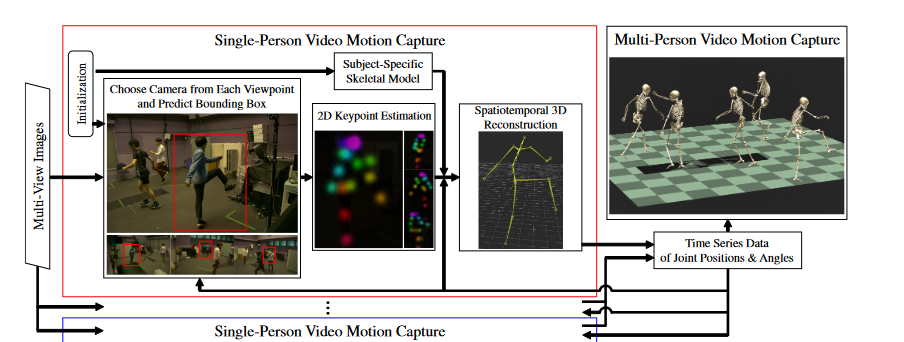 Single-Person Video Motion Capture
Multi-Person Video Motion Capture
Multi-View Images
Initialization
Subject-Specific
Skeletal Model
Choose Camera from Each Viewpoint
and Predict Bounding Box
2D Keypoint Estimation
Spatiotemporal 3D
Reconstruction
Time Series Data
of Joint Positions & Angles
⋮
Single-Person Video Motion Capture